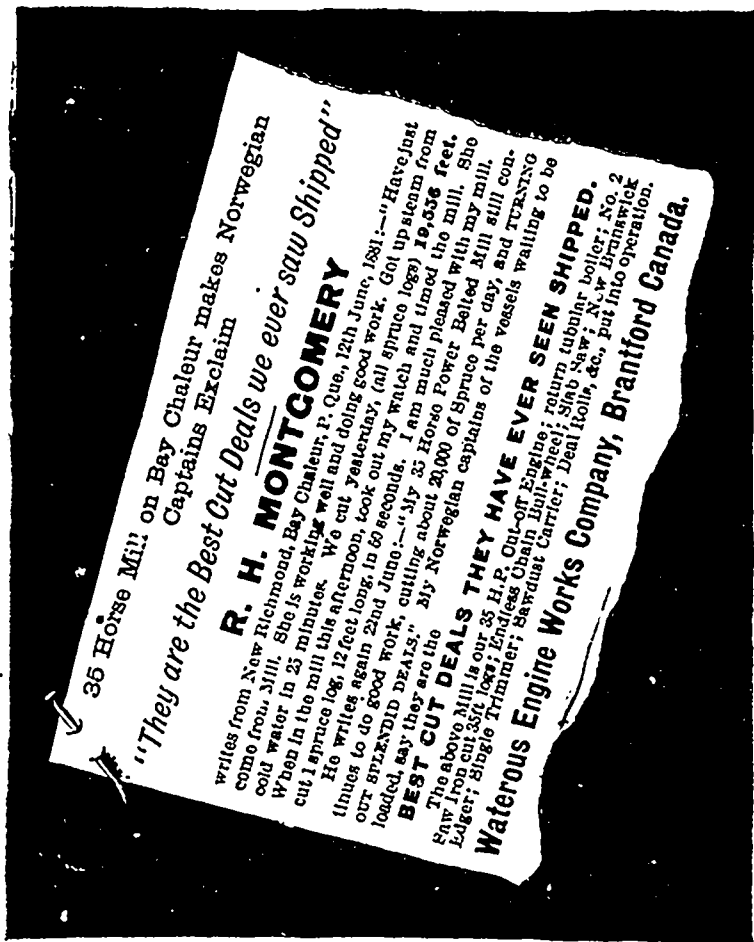 35 Horse Mill on Bay Chaleur makes Norwegian
Captains Exclaim
"They are the Best Cut Deals we ever saw Shipped"
R. H. MONTGOMERY
writes from New Richmond, Bay Chaleur, P. Que., 12th June, 1881:—"Have just
come from Mill. She is working well and doing good work. Got up steam from
cold water in 25 minutes. We cut yesterday, (all spruce logs) 19,556 feet.
When in the mill this afternoon, took out my watch and timed the mill. She
cut 1 spruce log, 12 feet long, in 50 seconds. I am much pleased with my mill.
He writes again 22nd June:—"My 35 Horse Power Belted Mill still con-
tinues to do good work, cutting about 20,000 of Spruce per day, and TURNING
OUT SPLENDID DEALS." My Norwegian captains of the vessels waiting to be
loaded, say they are the
BEST CUT DEALS THEY HAVE EVER SEEN SHIPPED.
The above Mill is our 35 H.P. Cut-off Engine; return tubular boiler; No. 2
Saw Iron cut 35ft logs; Endless Chain Bull-wheel; Slab Saw; New Brunswick
Edger; Single Trimmer; Sawdust Carrier; Deal Rolls, &c., put into operation.
Waterous Engine Works Company, Brantford Canada.